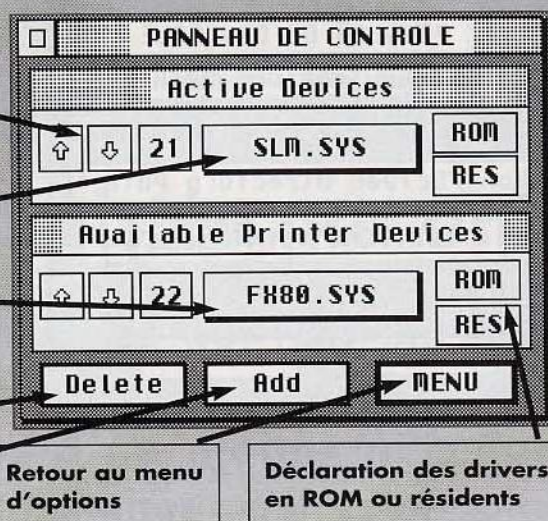 PANNEAU DE CONTROLE
Active Devices
21 SLM.SYS ROM
RES
Available Printer Devices
22 FX80.SYS ROM
RES
Delete Add MENU
Retour au menu
d'options
Déclaration des drivers
en ROM ou résidents